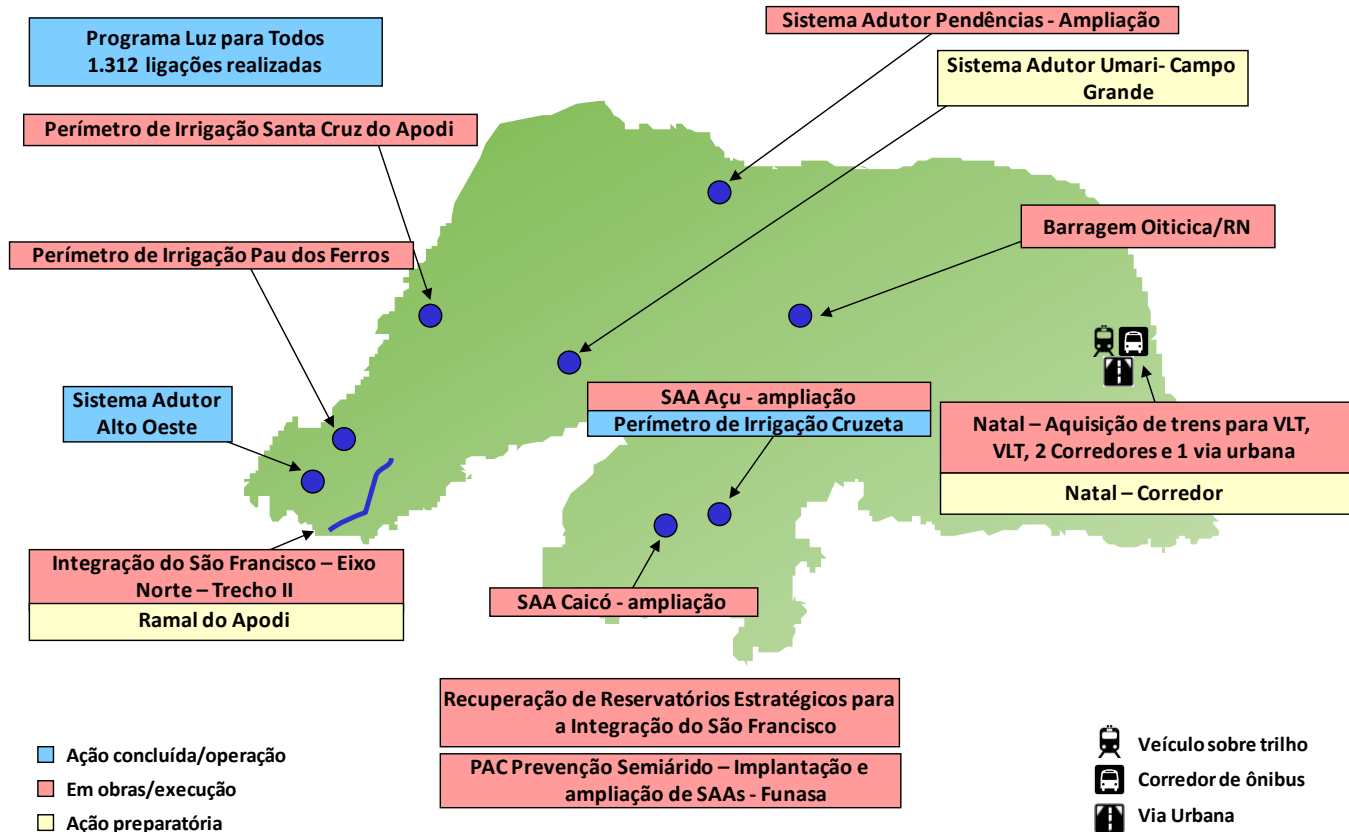 Sistema Adutor Pendências - Ampliação
Programa Luz para Todos
1.312 ligações realizadas
Sistema Adutor Umari- Campo
Grande
Perímetro de Irrigação Santa Cruz do Apodi
Barragem Oiticica/RN
Perímetro de Irrigação Pau dos Ferros
Sistema Adutor
Alto Oeste
SAA Açu - ampliação
Perímetro de Irrigação Cruzeta
Natal – Aquisição de trens para VLT,
VLT, 2 Corredores e 1 via urbana
Natal – Corredor
Integração do São Francisco – Eixo
Norte – Trecho II
Ramal do Apodi
SAA Caicó - ampliação
Recuperação de Reservatórios Estratégicos para
a Integração do São Francisco
PAC Prevenção Semiárido – Implantação e
ampliação de SAAs - Funasa
Ação concluída/operação
Em obras/execução
Ação preparatória
Veículo sobre trilho
Corredor de ônibus
Via Urbana